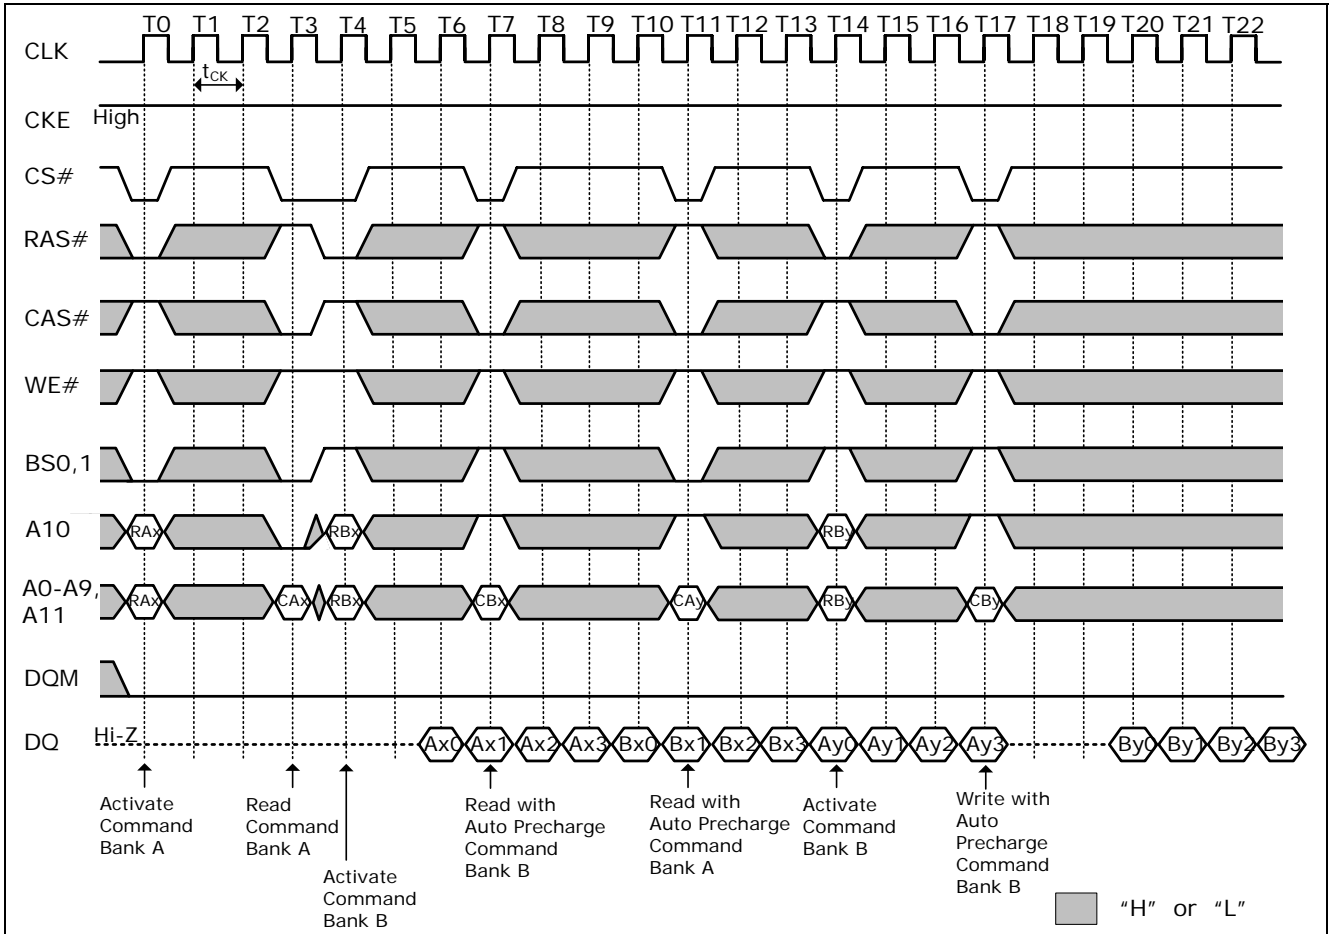 T0 T1 T2 T3 T4 T5 T6 T7 T8 T9 T10 T11 T12 T13 T14 T15 T16 T17 T18 T19 T20 T21 T22
CLK
tCK
CKE High
CS#
RAS#
CAS#
WE#
BS0,1
A10 RAx RBx RBy
A0-A9,
A11
RAx CAx RBx CBx CAy RBy CBy
DQM
DQ Hi-Z Ax0 Ax1 Ax2 Ax3 Bx0 Bx1 Bx2 Bx3 Ay0 Ay1 Ay2 Ay3 By0 By1 By2 By3
Activate
Command
Bank A
Read
Command
Bank A
Activate
Command
Bank B
Read with
Auto Precharge
Command
Bank B
Read with
Auto Precharge
Command
Bank A
Activate
Command
Bank B
Write with
Auto
Precharge
Command
Bank B
"H" or "L"